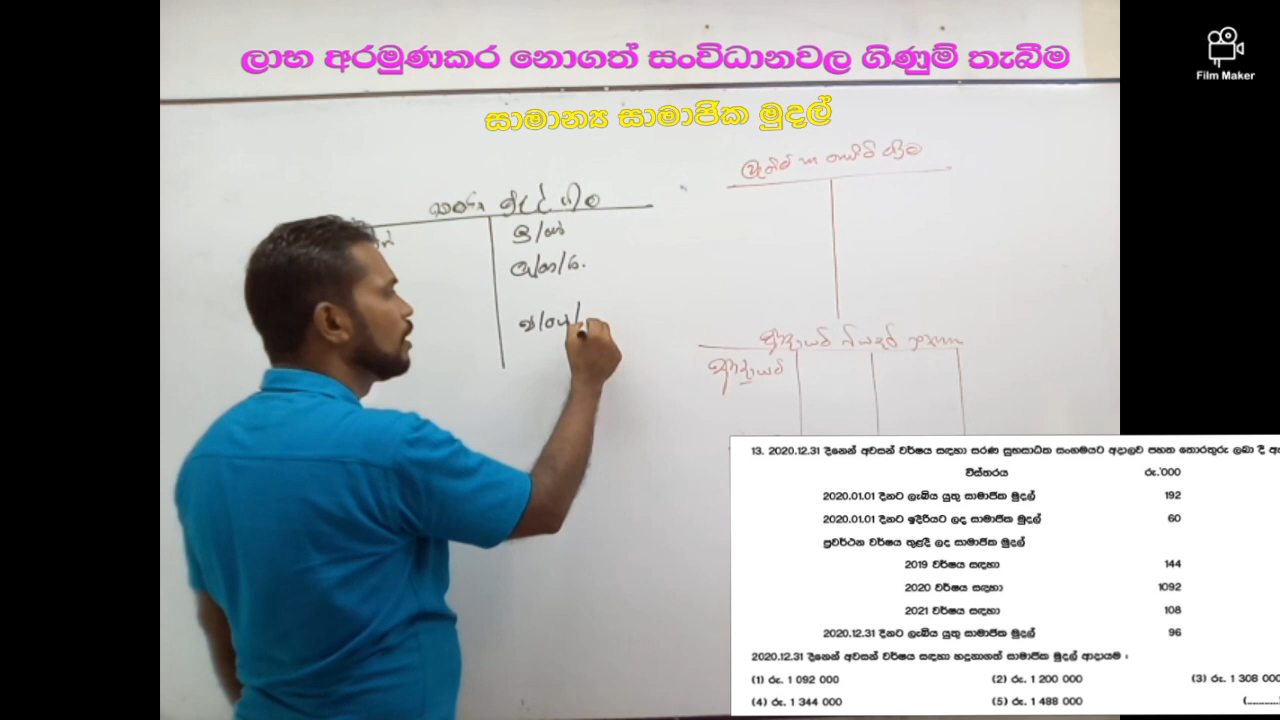 ලාභ අරමුණකර නොගත් සංවිධානවල ගිණුම් තැබීම
Film Maker
සාමාන්‍ය සාමාජික මුදල්
ආදායම්
13. 2020.12.31 දිනෙන් අවසන් වර්ෂය සඳහා සරණ සුභසාධක සංගමයට අදාලව පහත තොරතුරු ලබා දී
විස්තරය රු.'000
2020.01.01 දිනට ලැබිය යුතු සාමාජික මුදල් 192
2020.01.01 දිනට ඉදිරියට ලද සාමාජික මුදල් 60
ප්‍රවර්ථන වර්ෂය තුළදී ලද සාමාජික මුදල්
2019 වර්ෂය සඳහා 144
2020 වර්ෂය සඳහා 1092
2021 වර්ෂය සඳහා 108
2020.12.31 දිනට ලැබිය යුතු සාමාජික මුදල් 96
2020.12.31 දිනෙන් අවසන් වර්ෂය සඳහා හඳුනාගත් සාමාජික මුදල් ආදායම :
(1) රු. 1 092 000 (2) රු. 1 200 000 (3) රු. 1 308 000
(4) රු. 1 344 000 (5) රු. 1 488 000 (............